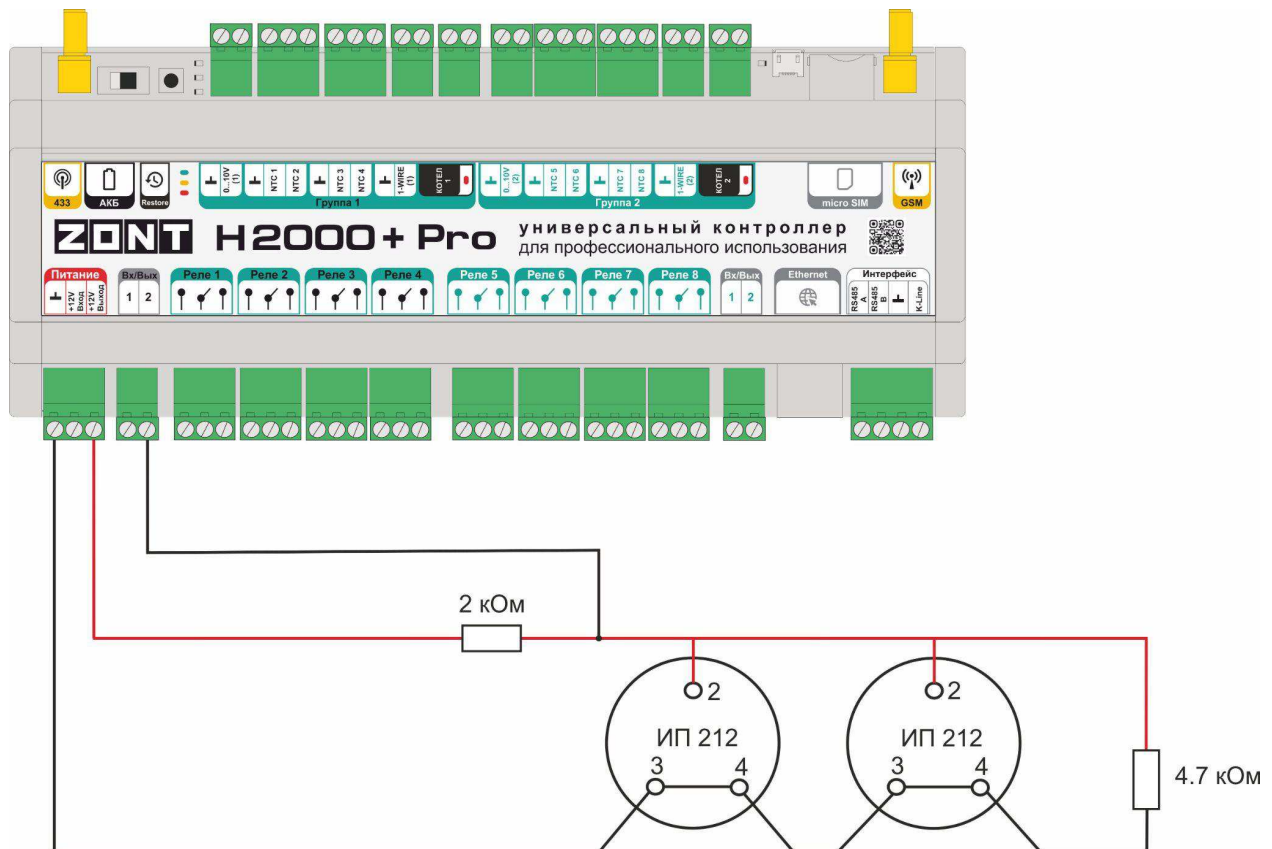 433
АКБ
Restore
0...10V (1)
NTC 1
NTC 2
NTC 3
NTC 4
1-WIRE (1)
КОТЕЛ 1
Группа 1
0...10V (2)
NTC 5
NTC 6
NTC 7
NTC 8
1-WIRE (2)
КОТЕЛ 2
Группа 2
micro SIM
GSM
ZONT H2000+ Pro
универсальный контроллер
для профессионального использования
Питание
+12V Вход
+12V Выход
Вх/Вых
1 2
Реле 1
Реле 2
Реле 3
Реле 4
Реле 5
Реле 6
Реле 7
Реле 8
Вх/Вых
1 2
Ethernet
Интерфейс
RS485 A
RS485 B
K-Line
2 кОм
2
ИП 212
3 4
2
ИП 212
3 4
4.7 кОм